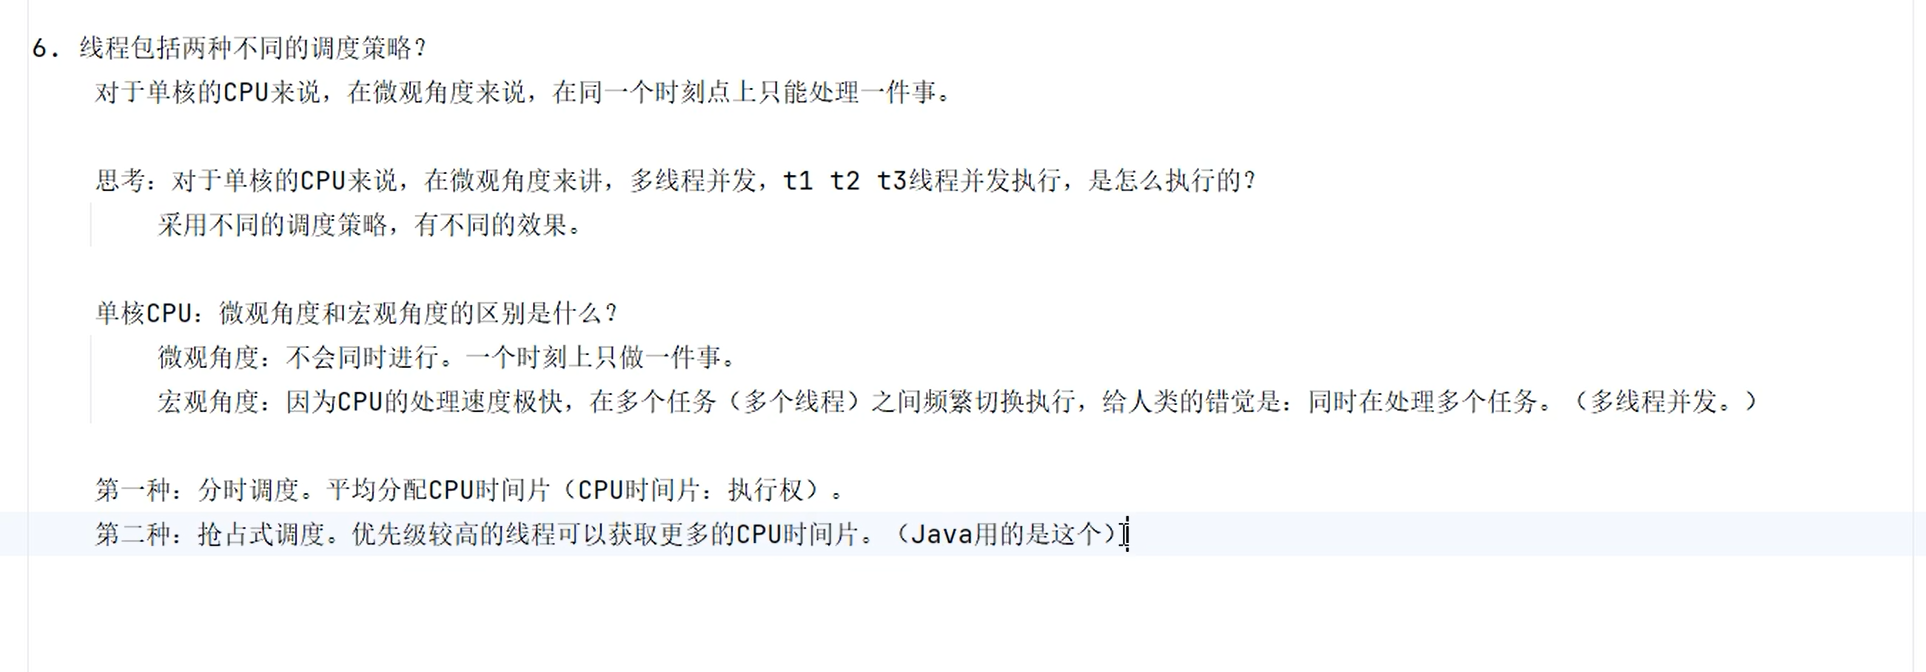 6. 线程包括两种不同的调度策略？
对于单核的CPU来说，在微观角度来说，在同一个时刻点上只能处理一件事。
思考：对于单核的CPU来说，在微观角度来讲，多线程并发，t1 t2 t3线程并发执行，是怎么执行的？
采用不同的调度策略，有不同的效果。
单核CPU：微观角度和宏观角度的区别是什么？
微观角度：不会同时进行。一个时刻上只做一件事。
宏观角度：因为CPU的处理速度极快，在多个任务（多个线程）之间频繁切换执行，给人类的错觉是：同时在处理多个任务。（多线程并发。）
第一种：分时调度。平均分配CPU时间片（CPU时间片：执行权）。
第二种：抢占式调度。优先级较高的线程可以获取更多的CPU时间片。（Java用的是这个）